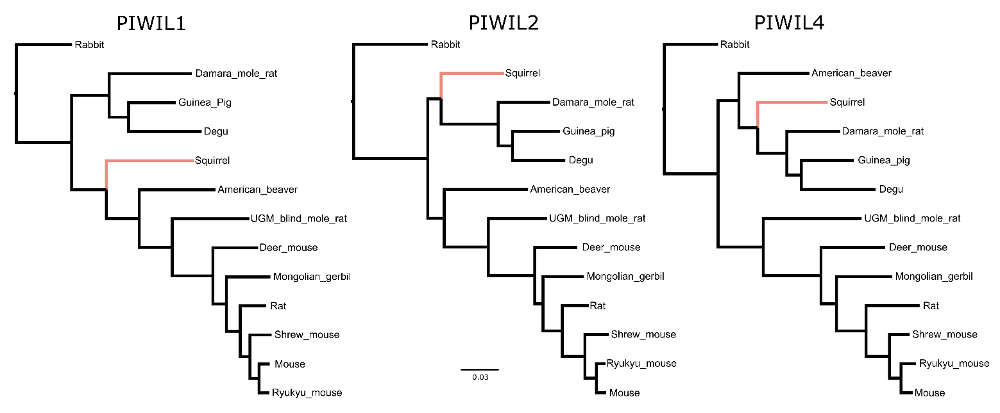 PIWIL1
Rabbit
Damara_mole_rat
Guinea_Pig
Degu
Squirrel
American_beaver
UGM_blind_mole_rat
Deer_mouse
Mongolian_gerbil
Rat
Shrew_mouse
Mouse
Ryukyu_mouse
PIWIL2
Rabbit
Squirrel
Damara_mole_rat
Guinea_pig
Degu
American_beaver
UGM_blind_mole_rat
Deer_mouse
Mongolian_gerbil
Rat
Shrew_mouse
Ryukyu_mouse
Mouse
0.03
PIWIL4
Rabbit
American_beaver
Squirrel
Damara_mole_rat
Guinea_pig
Degu
UGM_blind_mole_rat
Deer_mouse
Mongolian_gerbil
Rat
Shrew_mouse
Ryukyu_mouse
Mouse